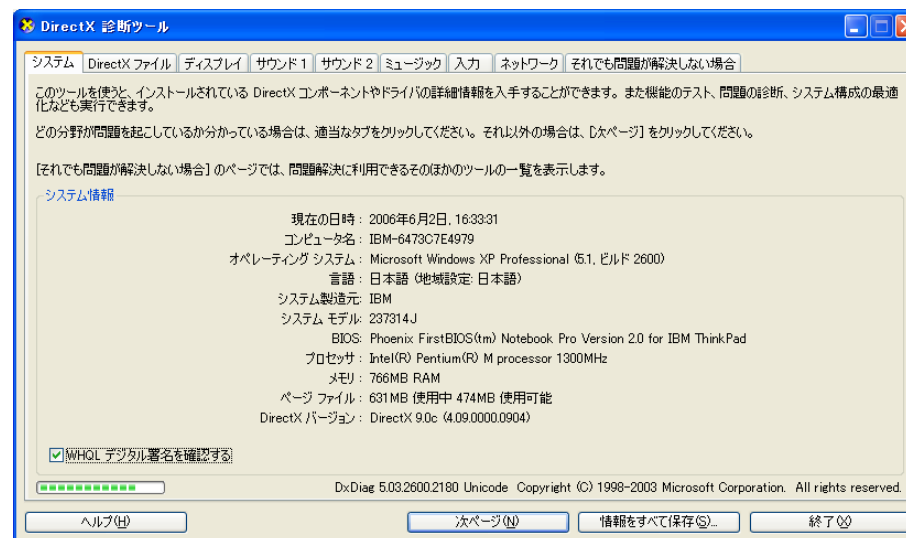 DirectX 診断ツール
システム DirectX ファイル ディスプレイ サウンド 1 サウンド 2 ミュージック 入力 ネットワーク それでも問題が解決しない場合
このツールを使うと、インストールされている DirectX コンポーネントやドライバの詳細情報を入手することができます。また機能のテスト、問題の診断、システム構成の最適
化なども実行できます。
どの分野が問題を起こしているか分かっている場合は、適当なタブをクリックしてください。それ以外の場合は、[次ページ] をクリックしてください。
[それでも問題が解決しない場合] のページでは、問題解決に利用できるそのほかのツールの一覧を表示します。
システム情報
現在の日時： 2006年6月2日, 16:33:31
コンピュータ名： IBM-6473C7E4979
オペレーティング システム： Microsoft Windows XP Professional (5.1, ビルド 2600)
言語： 日本語 (地域設定: 日本語)
システム製造元: IBM
システム モデル: 237314J
BIOS: Phoenix FirstBIOS(tm) Notebook Pro Version 2.0 for IBM ThinkPad
プロセッサ： Intel(R) Pentium(R) M processor 1300MHz
メモリ： 766MB RAM
ページ ファイル： 631MB 使用中 474MB 使用可能
DirectX バージョン： DirectX 9.0c (4.09.0000.0904)
WHQL デジタル署名を確認する
DxDiag 5.03.2600.2180 Unicode Copyright (C) 1998-2003 Microsoft Corporation. All rights reserved.
ヘルプ(H) 次ページ(N) 情報をすべて保存(S)... 終了(X)